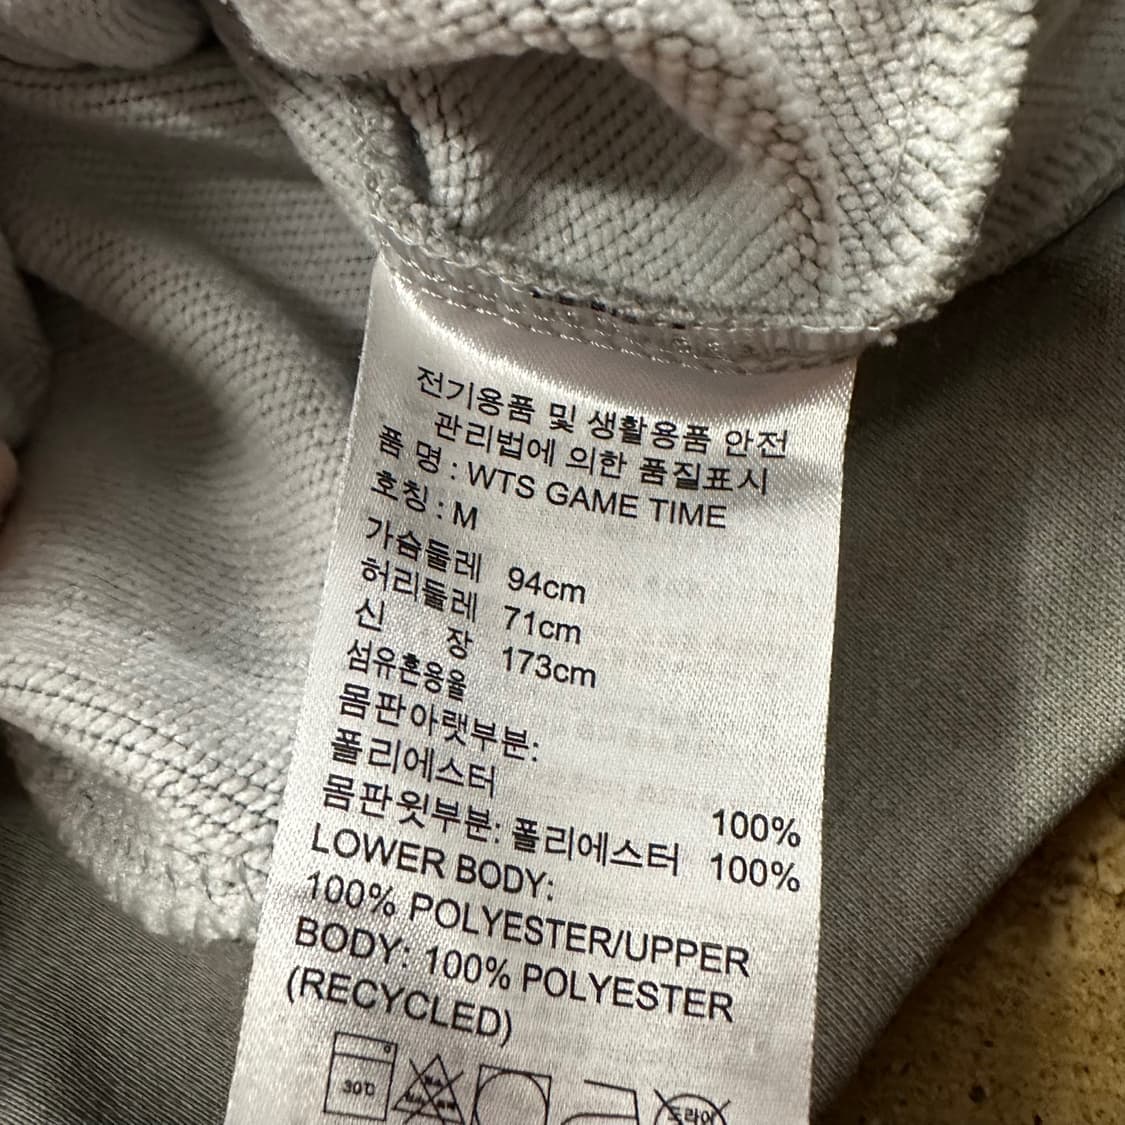 전기용품 및 생활용품 안전
관리법에 의한 품질표시
품 명 : WTS GAME TIME
호칭 : M
가슴둘레 94cm
허리둘레 71cm
신 장 173cm
섬유혼용율
몸판아랫부분:
폴리에스터 100%
몸판윗부분: 폴리에스터 100%
LOWER BODY:
100% POLYESTER/UPPER
BODY: 100% POLYESTER
(RECYCLED)
30℃
드라이